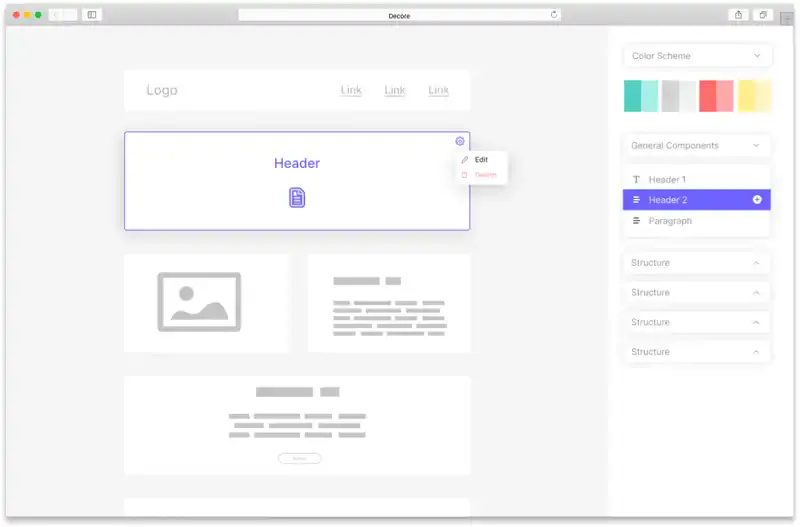 Decore
Logo
Link
Link
Link
Header
Edit
Delete
Color Scheme
General Components
Header 1
Header 2
Paragraph
Structure
Structure
Structure
Structure